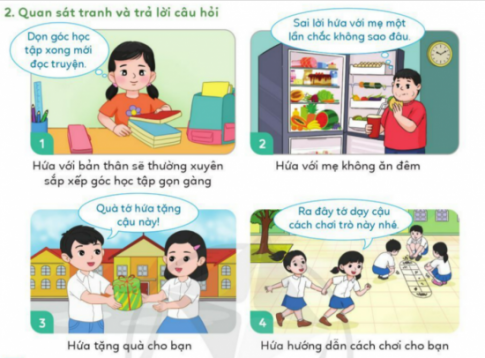 2. Quan sát tranh và trả lời câu hỏi
Dọn góc học
tập xong mới
đọc truyện.
1
Hứa với bản thân sẽ thường xuyên
sắp xếp góc học tập gọn gàng
Sai lời hứa với mẹ một
lần chắc không sao đâu.
2
Hứa với mẹ không ăn đêm
Quà tớ hứa tặng
cậu này!
3
Hứa tặng quà cho bạn
Ra đây tớ dạy cậu
cách chơi trò này nhé.
4
Hứa hướng dẫn cách chơi cho bạn